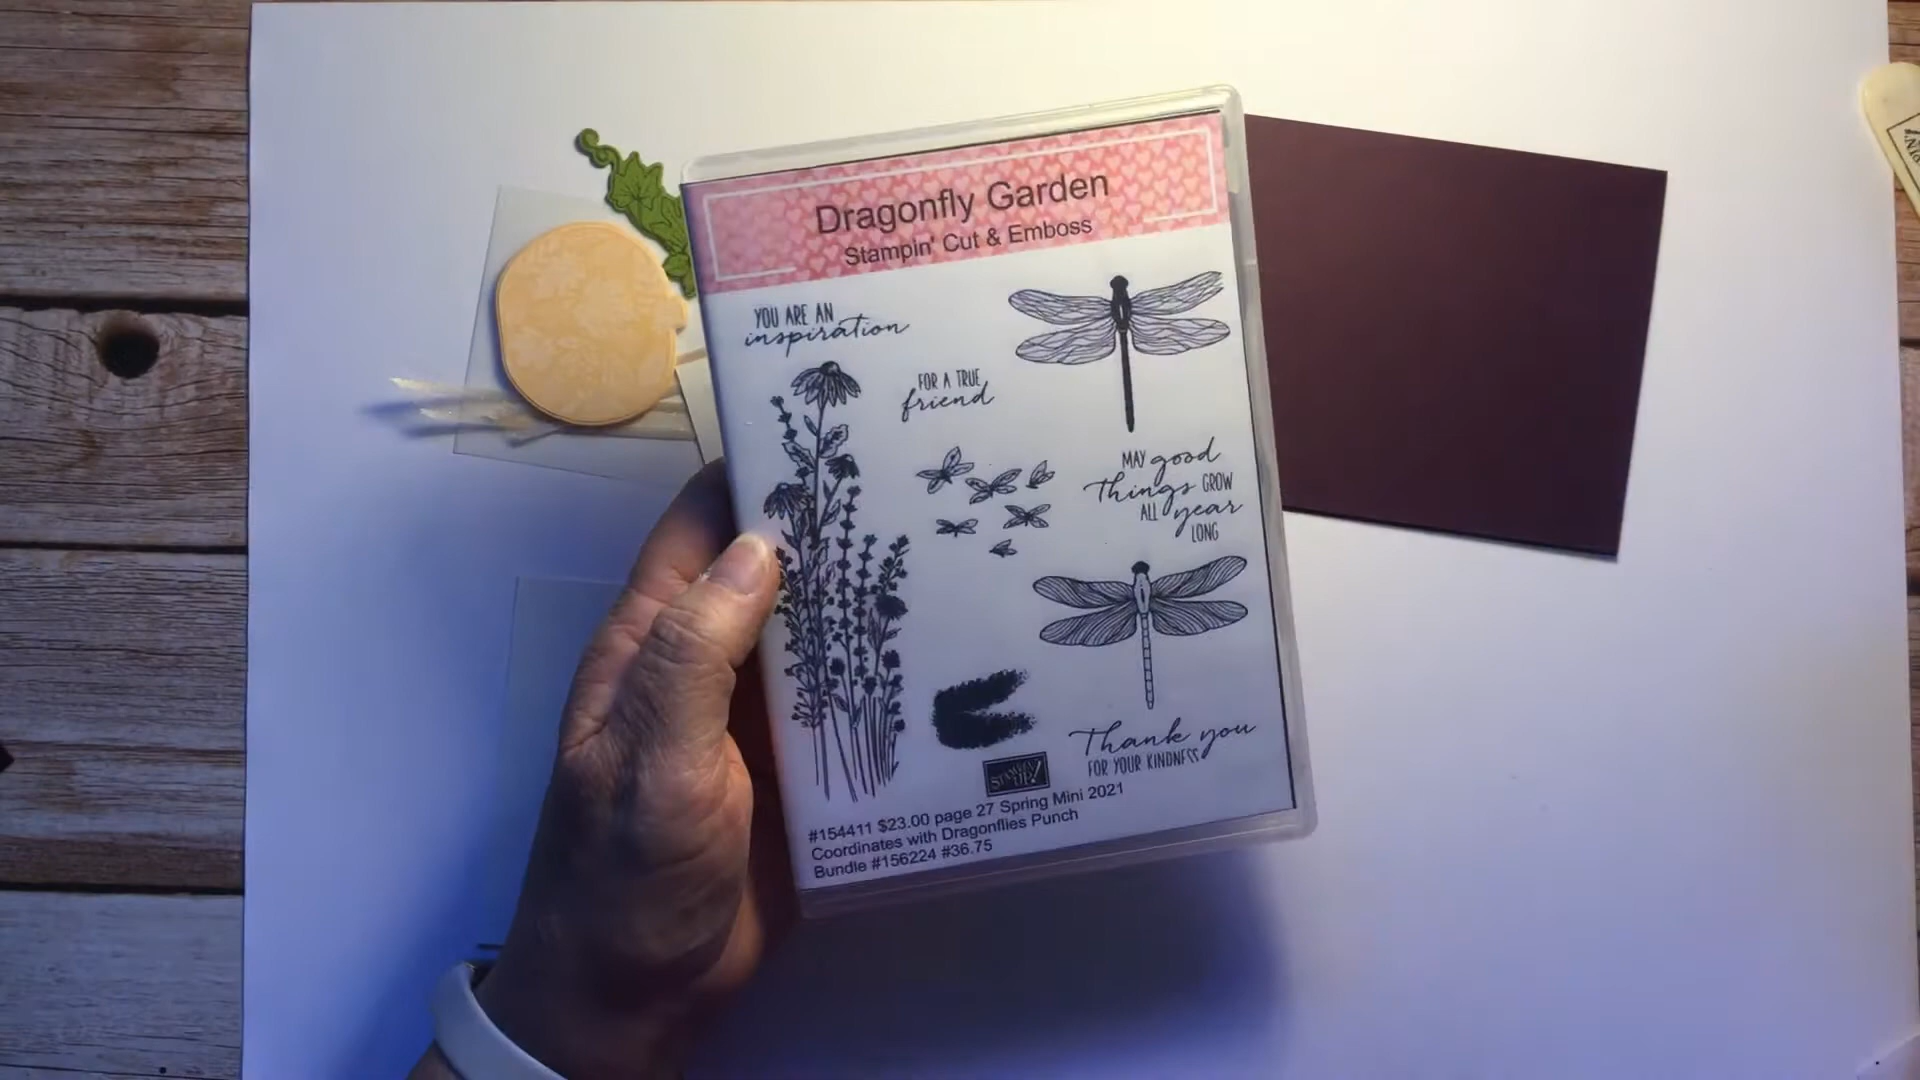 Dragonfly Garden
Stampin' Cut & Emboss
YOU ARE AN
inspiration
FOR A TRUE
friend
MAY good
things GROW
ALL year
LONG
Thank you
FOR YOUR KINDNESS
STAMPIN' UP!
#154411 $23.00 page 27 Spring Mini 2021
Coordinates with Dragonflies Punch
Bundle #156224 #36.75